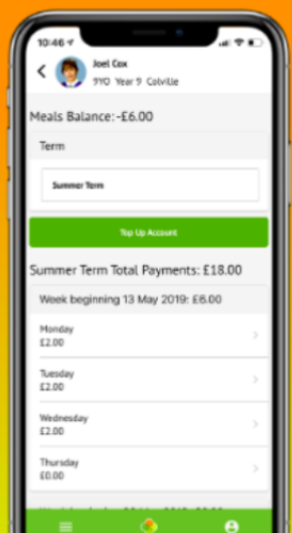 10:46
Joel Cox
9YO Year 9 Colville
Meals Balance: -£6.00
Term
Summer Term
Top Up Account
Summer Term Total Payments: £18.00
Week beginning 13 May 2019: £6.00
Monday
£2.00
Tuesday
£2.00
Wednesday
£2.00
Thursday
£0.00